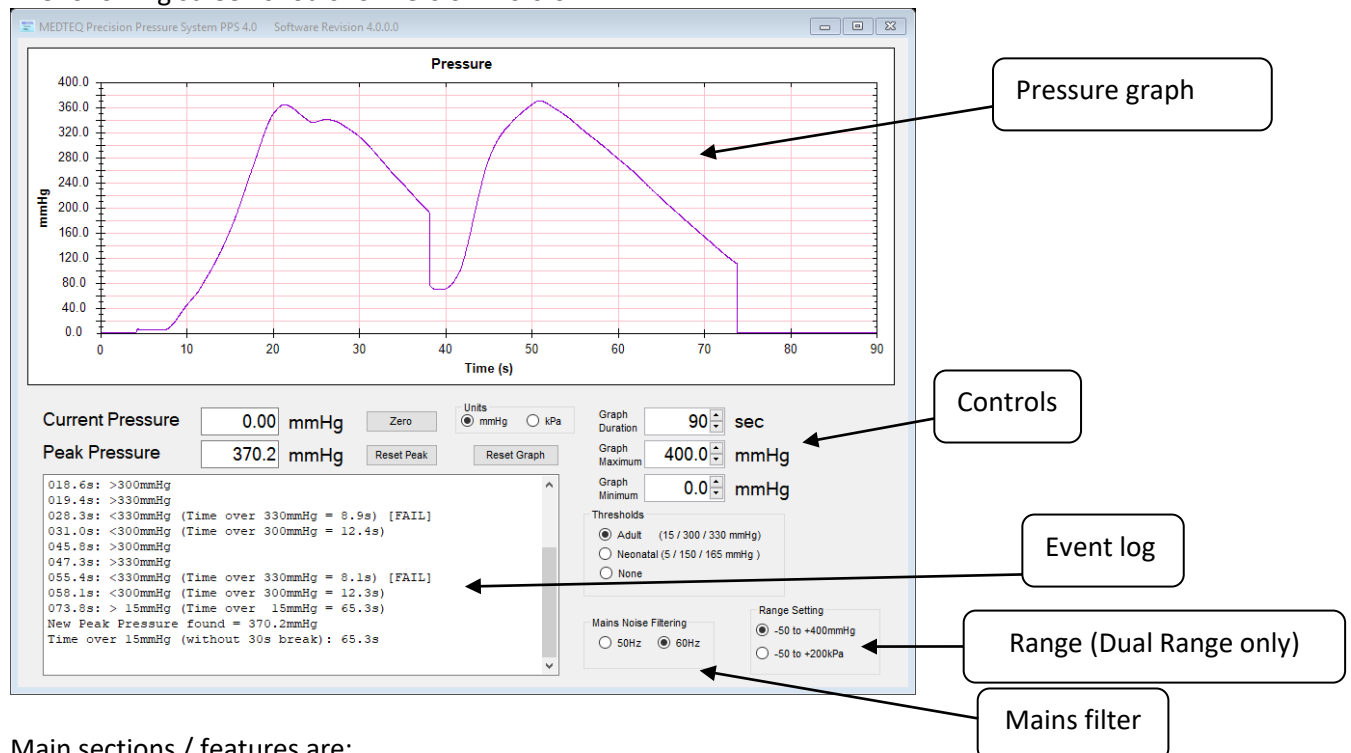 MEDTEQ Precision Pressure System PPS 4.0 Software Revision 4.0.0.0
Pressure
400.0
360.0
320.0
280.0
240.0
200.0
160.0
120.0
80.0
40.0
0.0
mmHg
0 10 20 30 40 50 60 70 80 90
Time (s)
Pressure graph
Current Pressure 0.00 mmHg Zero
Units
mmHg kPa
Peak Pressure 370.2 mmHg Reset Peak Reset Graph
Graph Duration 90 sec
Graph Maximum 400.0 mmHg
Graph Minimum 0.0 mmHg
Controls
018.6s: >300mmHg
019.4s: >330mmHg
028.3s: <330mmHg (Time over 330mmHg = 8.9s) [FAIL]
031.0s: <300mmHg (Time over 300mmHg = 12.4s)
045.8s: >300mmHg
047.3s: >330mmHg
055.4s: <330mmHg (Time over 330mmHg = 8.1s) [FAIL]
058.1s: <300mmHg (Time over 300mmHg = 12.3s)
073.8s: > 15mmHg (Time over 15mmHg = 65.3s)
New Peak Pressure found = 370.2mmHg
Time over 15mmHg (without 30s break): 65.3s
Thresholds
Adult (15 / 300 / 330 mmHg)
Neonatal (5 / 150 / 165 mmHg )
None
Event log
Mains Noise Filtering
50Hz 60Hz
Range Setting
-50 to +400mmHg
-50 to +200kPa
Range (Dual Range only)
Mains filter
Main sections / features are: